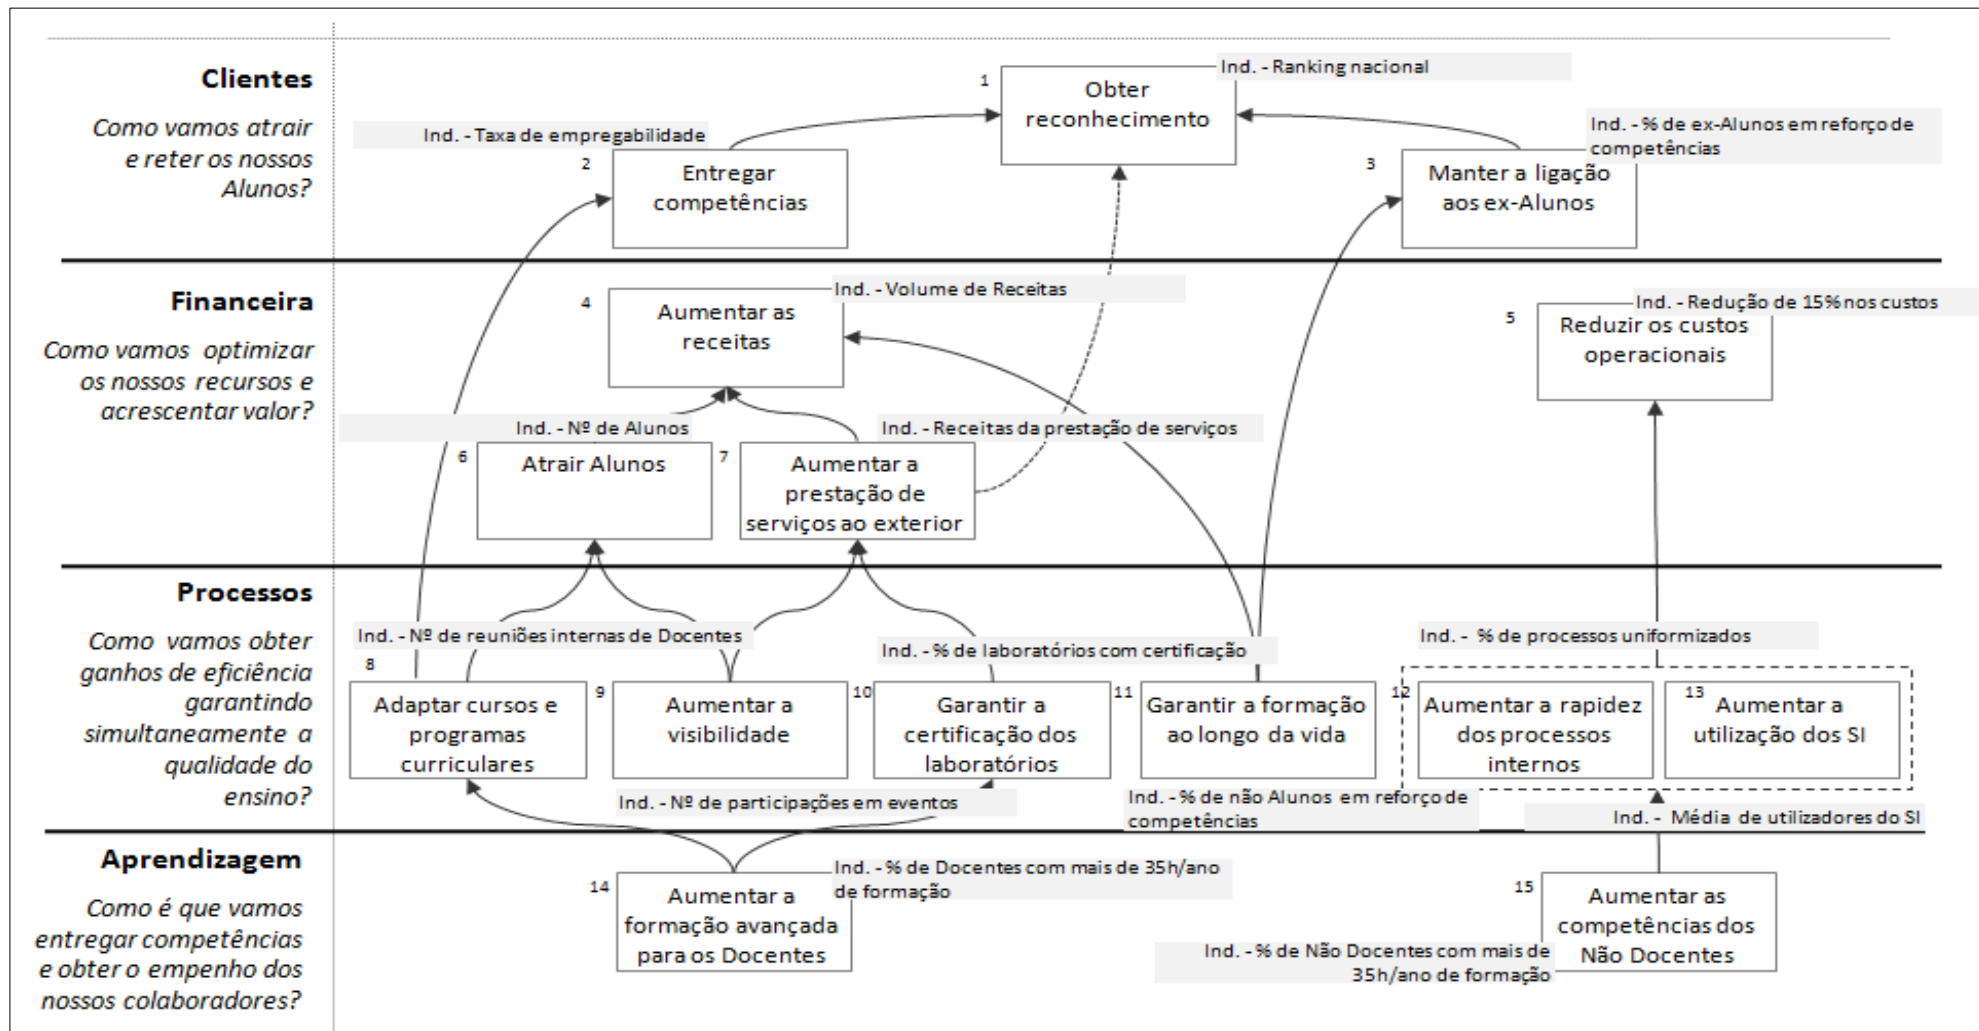 Clientes
Como vamos atrair
e reter os nossos
Alunos?
Ind. - Ranking nacional
1
Obter
reconhecimento
Ind. - Taxa de empregabilidade
2
Entregar
competências
Ind. - % de ex-Alunos em reforço de
competências
3
Manter a ligação
aos ex-Alunos
Financeira
Como vamos optimizar
os nossos recursos e
acrescentar valor?
Ind. - Volume de Receitas
4
Aumentar as
receitas
Ind. - Redução de 15% nos custos
5
Reduzir os custos
operacionais
Ind. - Nº de Alunos
6
Atrair Alunos
Ind. - Receitas da prestação de serviços
7
Aumentar a
prestação de
serviços ao exterior
Processos
Como vamos obter
ganhos de eficiência
garantindo
simultaneamente a
qualidade do
ensino?
Ind. - Nº de reuniões internas de Docentes
8
Adaptar cursos e
programas
curriculares
9
Aumentar a
visibilidade
Ind. - Nº de participações em eventos
Ind. - % de laboratórios com certificação
10
Garantir a
certificação dos
laboratórios
11
Garantir a formação
ao longo da vida
Ind. - % de não Alunos em reforço de
competências
Ind. - % de processos uniformizados
12
Aumentar a rapidez
dos processos
internos
13
Aumentar a
utilização dos SI
Ind. - Média de utilizadores do SI
Aprendizagem
Como é que vamos
entregar competências
e obter o empenho dos
nossos colaboradores?
Ind. - % de Docentes com mais de 35h/ano
de formação
14
Aumentar a
formação avançada
para os Docentes
15
Aumentar as
competências dos
Não Docentes
Ind. - % de Não Docentes com mais de
35h/ano de formação